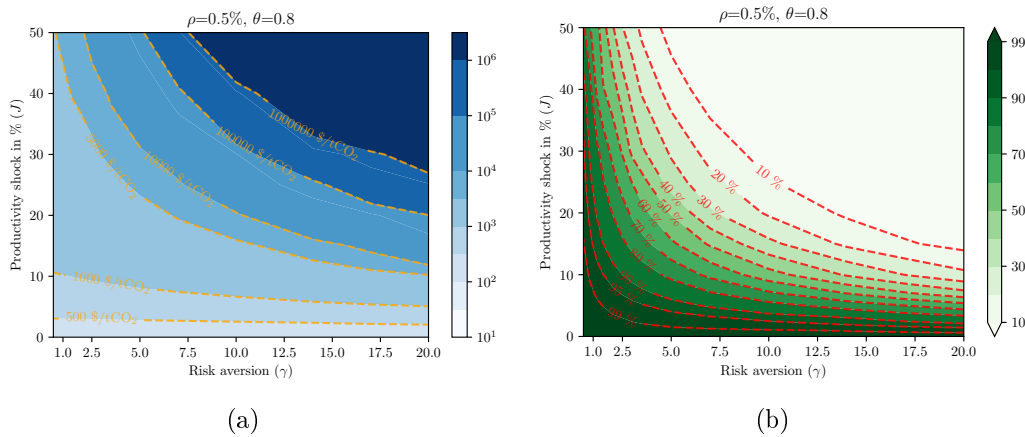 ρ=0.5%, θ=0.8
Productivity shock in % (J)
50
40
30
20
10
0
1.0 2.5 5.0 7.5 10.0 12.5 15.0 17.5 20.0
Risk aversion (γ)
1000000 $/tCO2
100000 $/tCO2
10000 $/tCO2
1000 $/tCO2
500 $/tCO2
10^6
10^5
10^4
10^3
10^2
10^1
(a)
ρ=0.5%, θ=0.8
Productivity shock in % (J)
50
40
30
20
10
0
1.0 2.5 5.0 7.5 10.0 12.5 15.0 17.5 20.0
Risk aversion (γ)
10 %
20 %
30 %
40 %
50 %
60 %
70 %
99
90
70
60
50
40
30
20
10
(b)